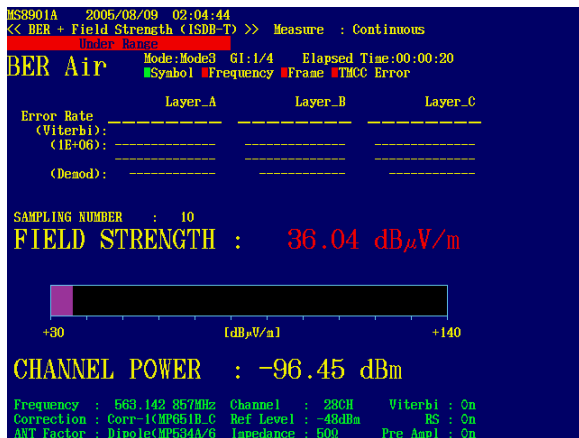 MS8901A 2005/08/09 02:04:44
<< BER + Field Strength (ISDB-T) >> Measure : Continuous
Under Range
BER Air Mode:Mode3 GI:1/4 Elapsed Time:00:00:20
Symbol Frequency Frame TMCC Error
Layer_A Layer_B Layer_C
Error Rate
(Viterbi):
(1E+06):
(Demod):
SAMPLING NUMBER : 10
FIELD STRENGTH : 36.04 dBµV/m
+30 [dBµV/m] +140
CHANNEL POWER : -96.45 dBm
Frequency : 563.142 857MHz Channel : 28CH Viterbi : On
Correction : Corr-1(MP651B_C Ref Level : -48dBm RS : On
ANT Factor : Dipole(MP534A/6 Impedance : 50Ω Pre Ampl : On